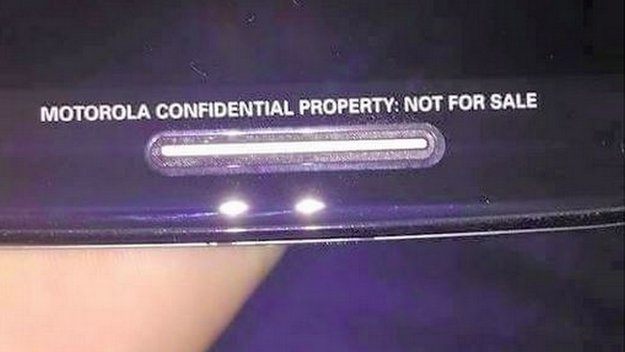 MOTOROLA CONFIDENTIAL PROPERTY: NOT FOR SALE